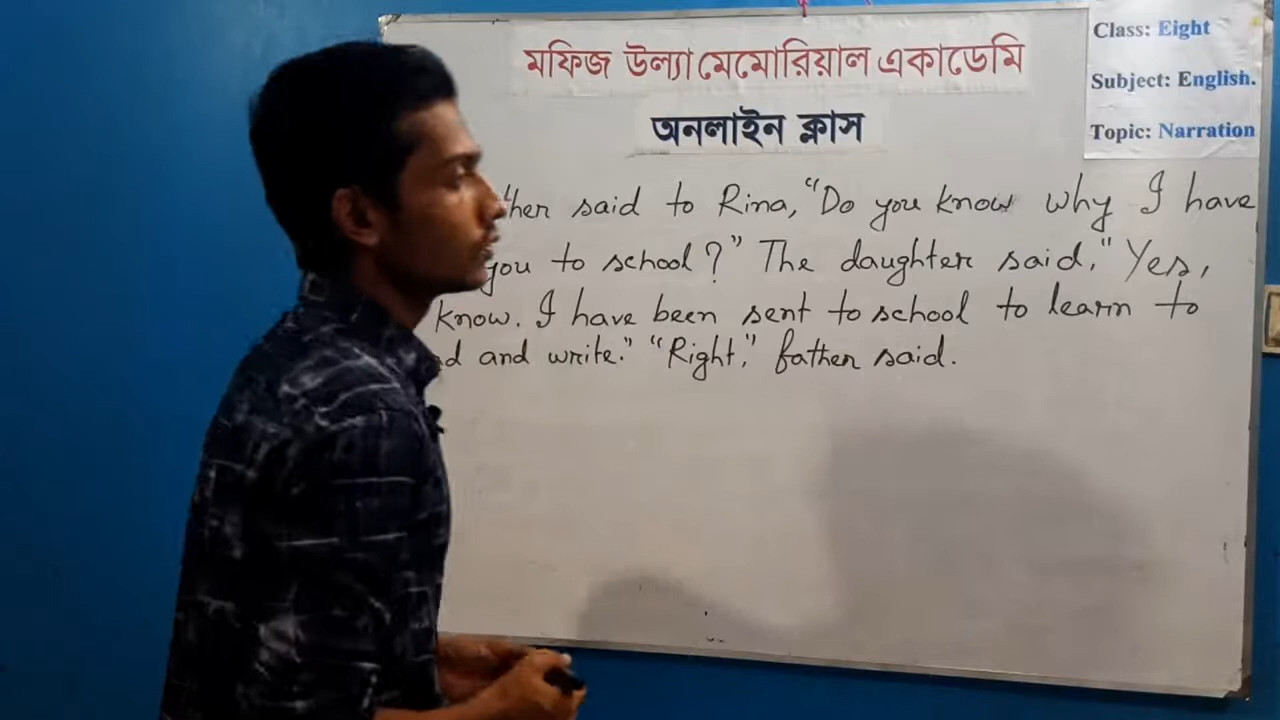 মফিজ উল্যা মেমোরিয়াল একাডেমি
অনলাইন ক্লাস
Class: Eight
Subject: English.
Topic: Narration
said to Rina, "Do you know why I have
you to school?" The daughter said, "Yes,
know. I have been sent to school to learn to
and write." "Right," father said.